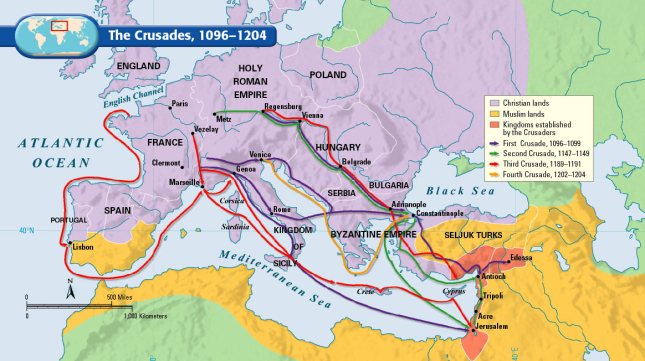 The Crusades, 1096–1204
ENGLAND
English Channel
HOLY
ROMAN
EMPIRE
POLAND
Paris
Metz
Regensburg
Vienna
ATLANTIC
OCEAN
Vezelay
FRANCE
Clermont
HUNGARY
Venice
Genoa
Belgrade
Marseille
SERBIA
BULGARIA
Black Sea
Corsica
Rome
Adrianople
Constantinople
PORTUGAL
SPAIN
Sardinia
40°N
KINGDOM
OF
SICILY
BYZANTINE EMPIRE
SELJUK TURKS
Lisbon
Edessa
Mediterranean Sea
Antioch
Crete
Cyprus
Tripoli
Acre
Jerusalem
N
0
500 Miles
0
1,000 Kilometers
0°
40°E
Christian lands
Muslim lands
Kingdoms established
by the Crusaders
First Crusade, 1096–1099
Second Crusade, 1147–1149
Third Crusade, 1189–1191
Fourth Crusade, 1202–1204